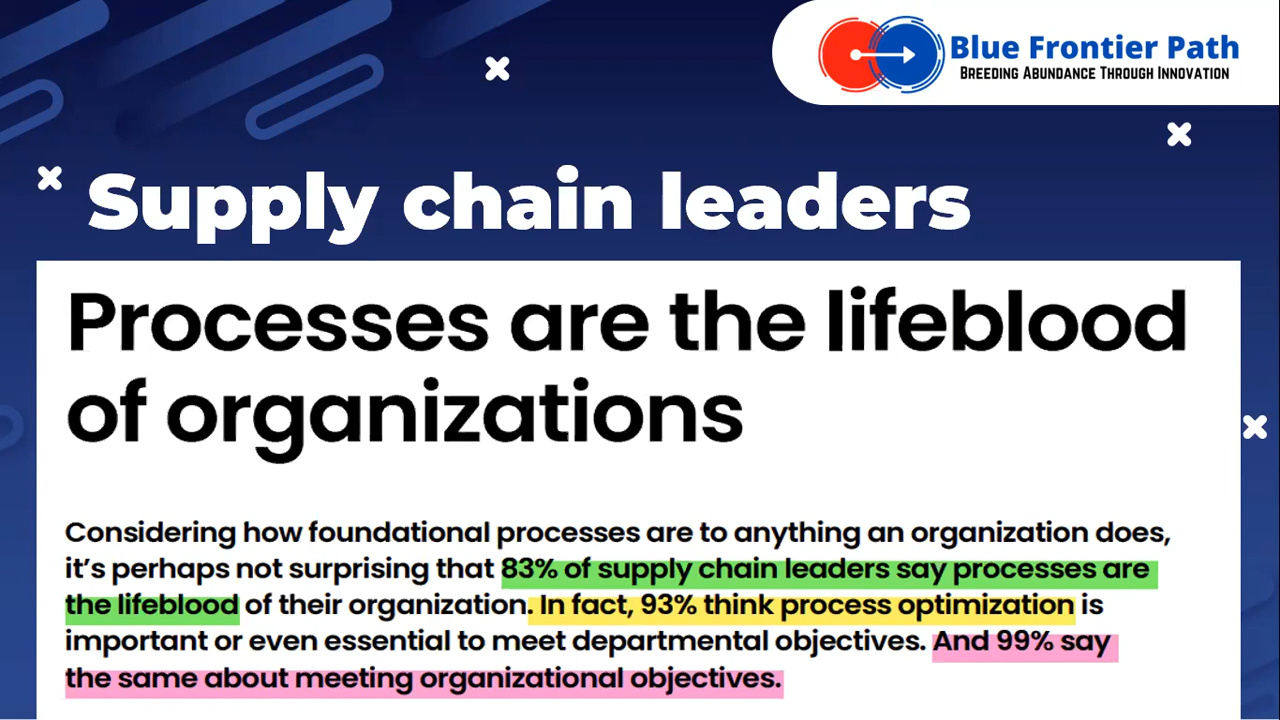 Blue Frontier Path
Breeding Abundance Through Innovation
Supply chain leaders
Processes are the lifeblood
of organizations
Considering how foundational processes are to anything an organization does,
it’s perhaps not surprising that 83% of supply chain leaders say processes are
the lifeblood of their organization. In fact, 93% think process optimization is
important or even essential to meet departmental objectives. And 99% say
the same about meeting organizational objectives.